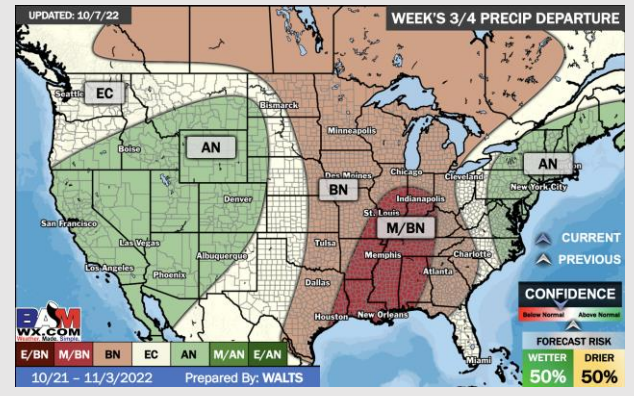 UPDATED: 10/7/22
WEEK'S 3/4 PRECIP DEPARTURE
Seattle
EC
Bismarck
Minneapolis
Boise
AN
AN
New York City
Des Moines
Chicago
Cleveland
BN
Denver
Indianapolis
St. Louis
M/BN
San Francisco
CURRENT
Las Vegas
Tulsa
Memphis
Charlotte
PREVIOUS
Albuquerque
Los Angeles
Phoenix
Atlanta
Dallas
CONFIDENCE
Below Normal
Above Normal
BAM
WX.COM
Weather. Made. Simple.
Houston
New Orleans
FORECAST RISK
E/BN M/BN BN EC AN M/AN E/AN
Miami
WETTER
DRIER
10/21 – 11/3/2022
Prepared By: WALTS
50%
50%